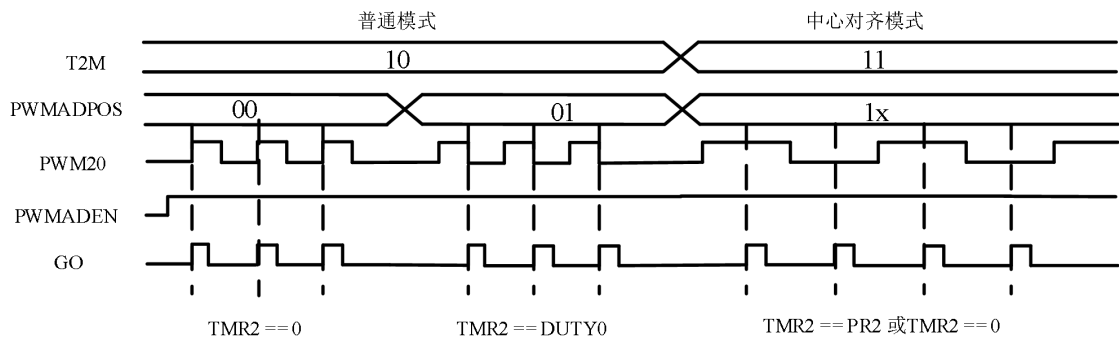 普通模式 中心对齐模式
T2M 10 11
PWMADPOS 00 01 1x
PWM20
PWMADEN
GO
TMR2==0 TMR2==DUTY0 TMR2==PR2 或TMR2==0